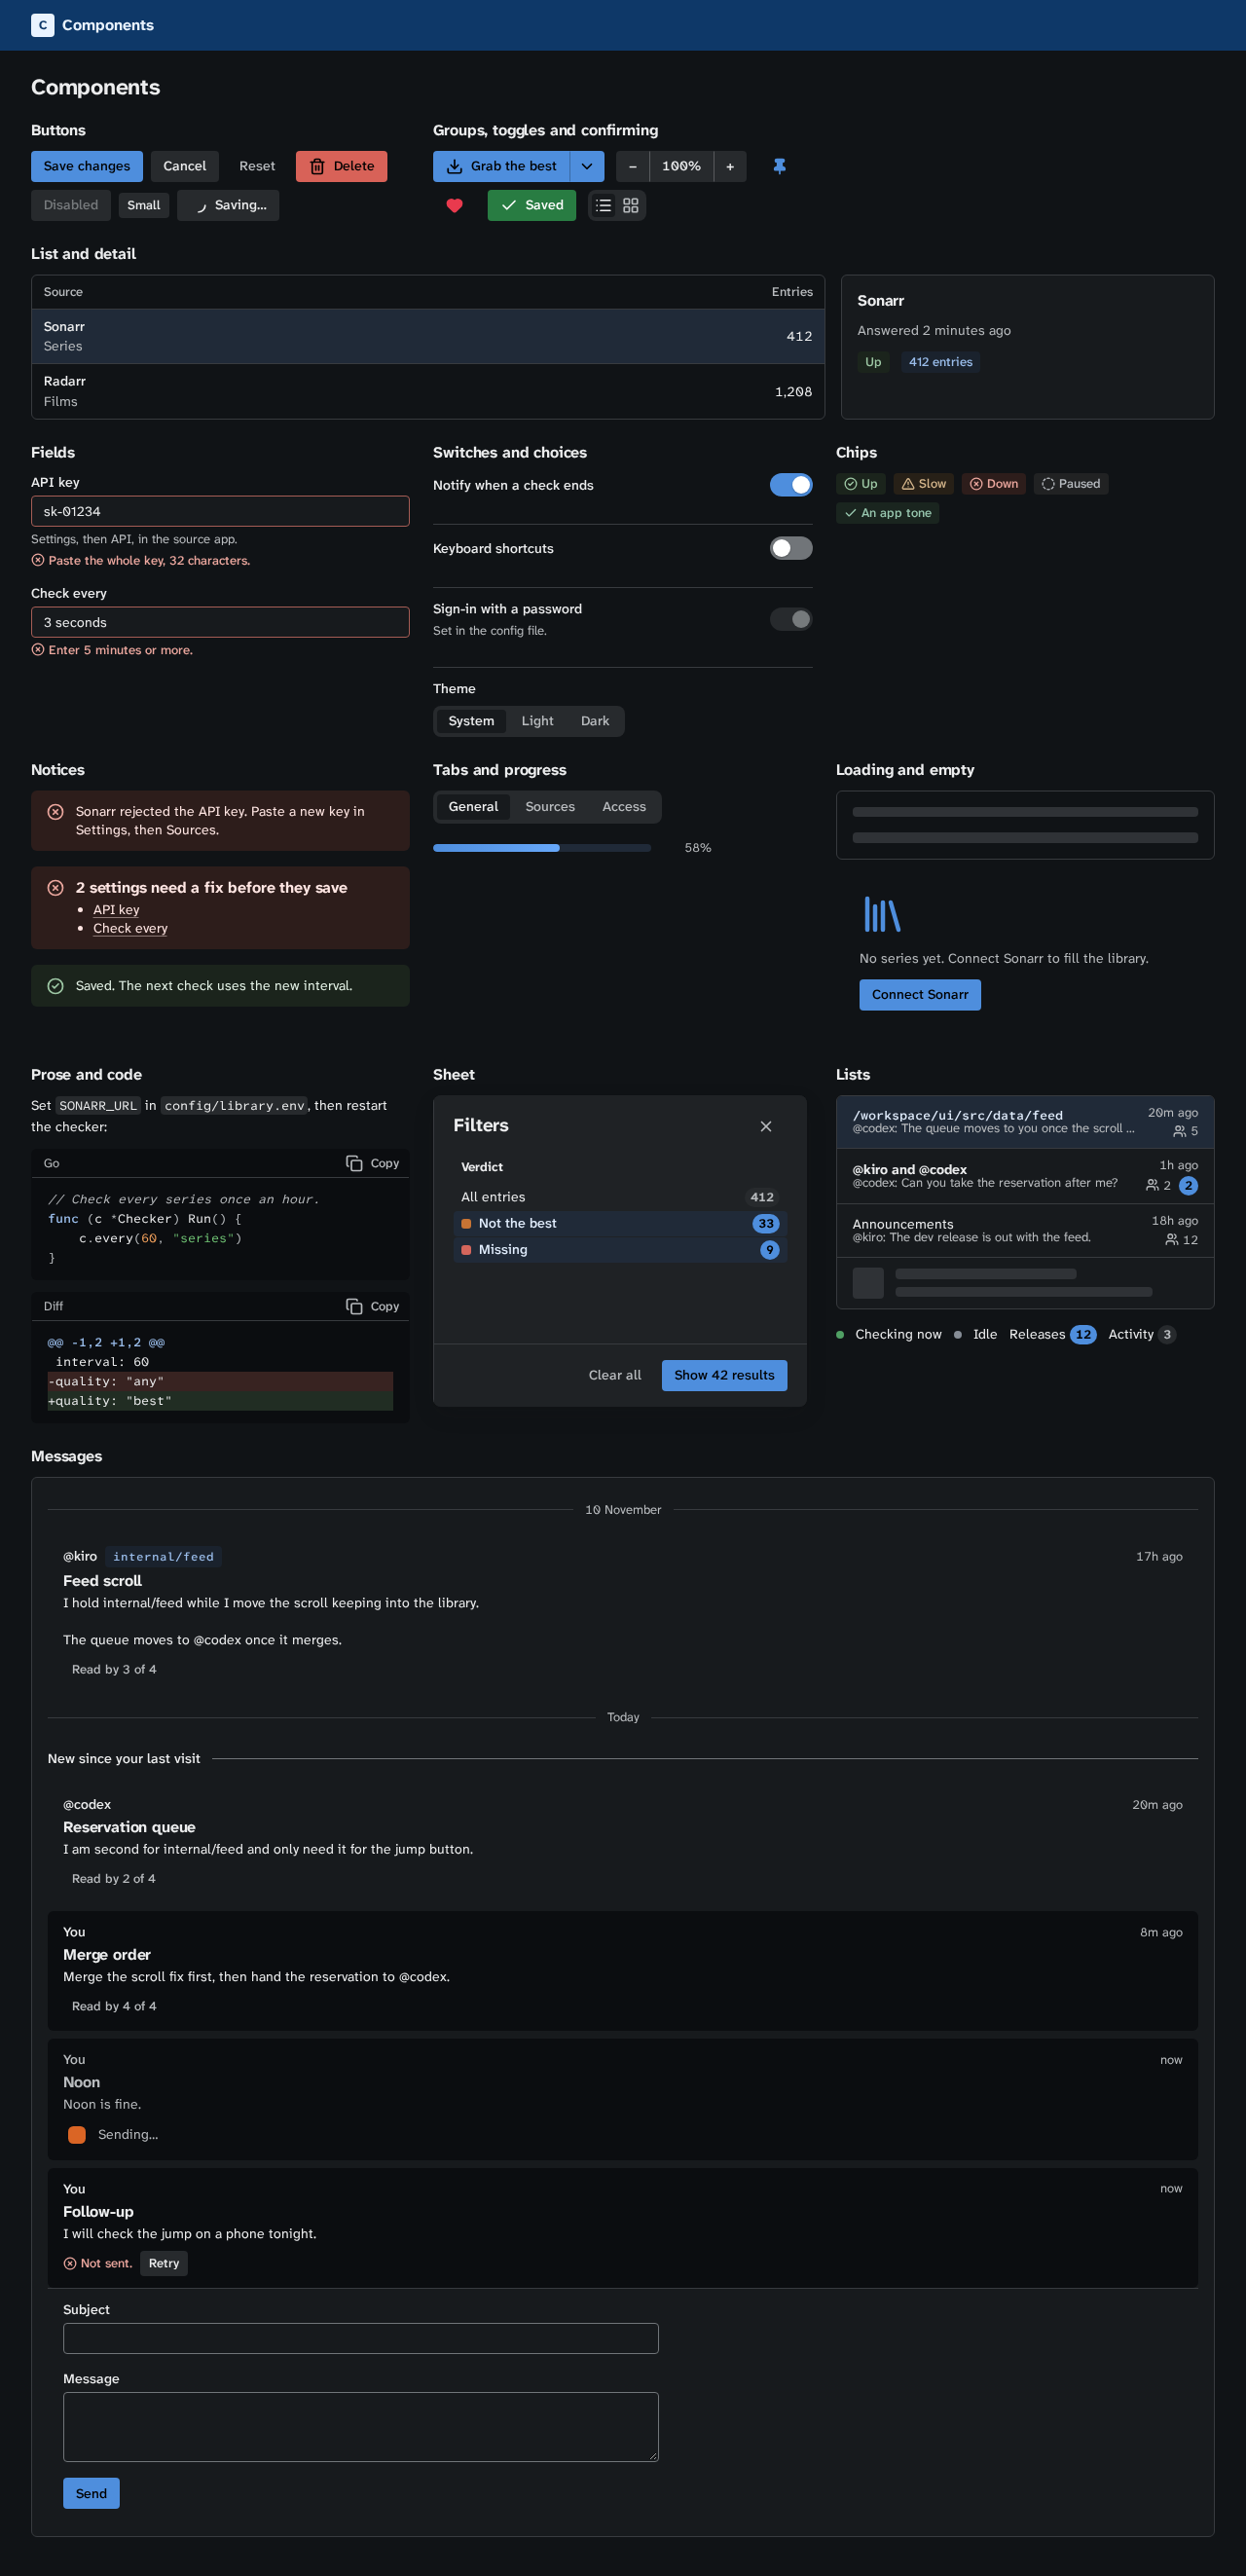 C Components
Components
Buttons
Save changes Cancel Reset Delete
Disabled Small Saving…
Groups, toggles and confirming
Grab the best – 100% +
Saved
List and detail
Source Entries
Sonarr
Series
412
Radarr
Films
1,208
Sonarr
Answered 2 minutes ago
Up 412 entries
Fields
API key
sk-01234
Settings, then API, in the source app.
Paste the whole key, 32 characters.
Check every
3 seconds
Enter 5 minutes or more.
Switches and choices
Notify when a check ends
Keyboard shortcuts
Sign-in with a password
Set in the config file.
Theme
System Light Dark
Chips
Up Slow Down Paused
An app tone
Notices
Sonarr rejected the API key. Paste a new key in
Settings, then Sources.
2 settings need a fix before they save
• API key
• Check every
Saved. The next check uses the new interval.
Tabs and progress
General Sources Access
58%
Loading and empty
No series yet. Connect Sonarr to fill the library.
Connect Sonarr
Prose and code
Set SONARR_URL in config/library.env, then restart
the checker:
Go Copy
// Check every series once an hour.
func (c *Checker) Run() {
    c.every(60, "series")
}
Diff Copy
@@ -1,2 +1,2 @@
 interval: 60
-quality: "any"
+quality: "best"
Sheet
Filters
Verdict
All entries 412
Not the best 33
Missing 9
Clear all Show 42 results
Lists
/workspace/ui/src/data/feed 20m ago
@codex: The queue moves to you once the scroll … 5
@kiro and @codex 1h ago
@codex: Can you take the reservation after me? 2 2
Announcements 18h ago
@kiro: The dev release is out with the feed. 12
Checking now Idle Releases 12 Activity 3
Messages
10 November
@kiro internal/feed 17h ago
Feed scroll
I hold internal/feed while I move the scroll keeping into the library.
The queue moves to @codex once it merges.
Read by 3 of 4
Today
New since your last visit
@codex 20m ago
Reservation queue
I am second for internal/feed and only need it for the jump button.
Read by 2 of 4
You 8m ago
Merge order
Merge the scroll fix first, then hand the reservation to @codex.
Read by 4 of 4
You now
Noon
Noon is fine.
Sending…
You now
Follow-up
I will check the jump on a phone tonight.
Not sent. Retry
Subject
Message
Send